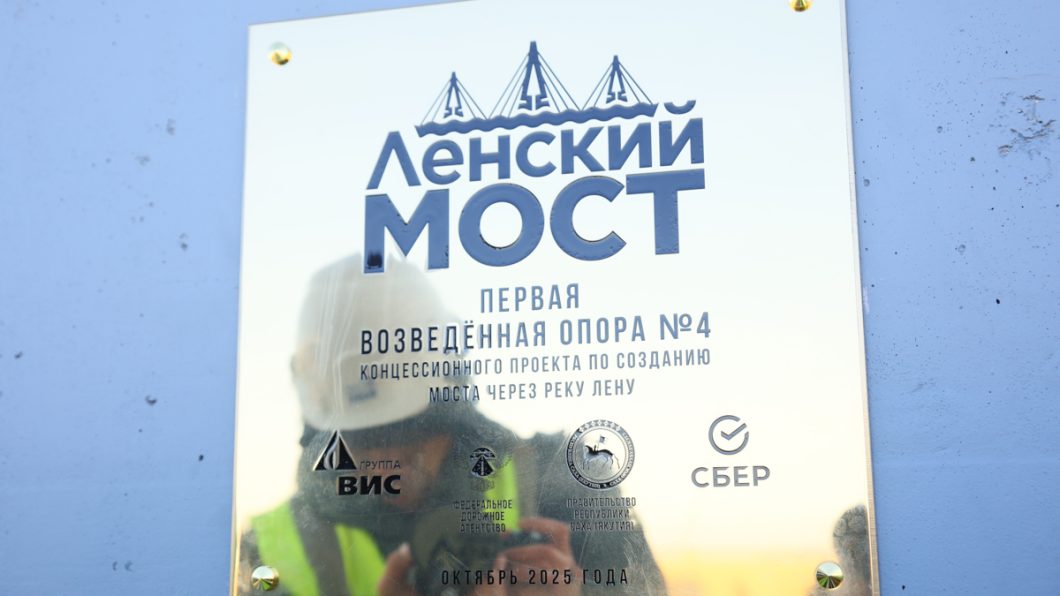 Ленский
МОСТ
ПЕРВАЯ
ВОЗВЕДЁННАЯ ОПОРА №4
КОНЦЕССИОННОГО ПРОЕКТА ПО СОЗДАНИЮ
МОСТА ЧЕРЕЗ РЕКУ ЛЕНУ
ГРУППА
ВИС
ФЕДЕРАЛЬНОЕ
ДОРОЖНОЕ
АГЕНТСТВО
ПРАВИТЕЛЬСТВО
РЕСПУБЛИКИ
САХА (ЯКУТИЯ)
СБЕР
ОКТЯБРЬ 2025 ГОДА